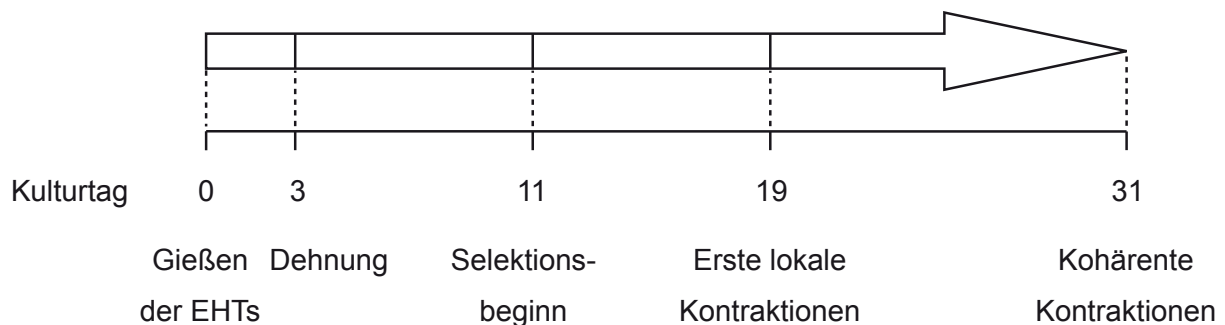 Kulturtag 0 3 11 19 31
Gießen Dehnung Selektions- Erste lokale Kohärente
der EHTs beginn Kontraktionen Kontraktionen